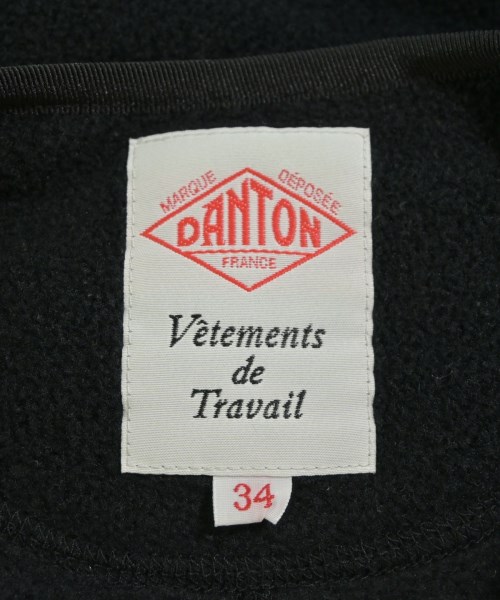 MARQUE DÉPOSÉE
DANTON
FRANCE
Vêtements
de
Travail
34